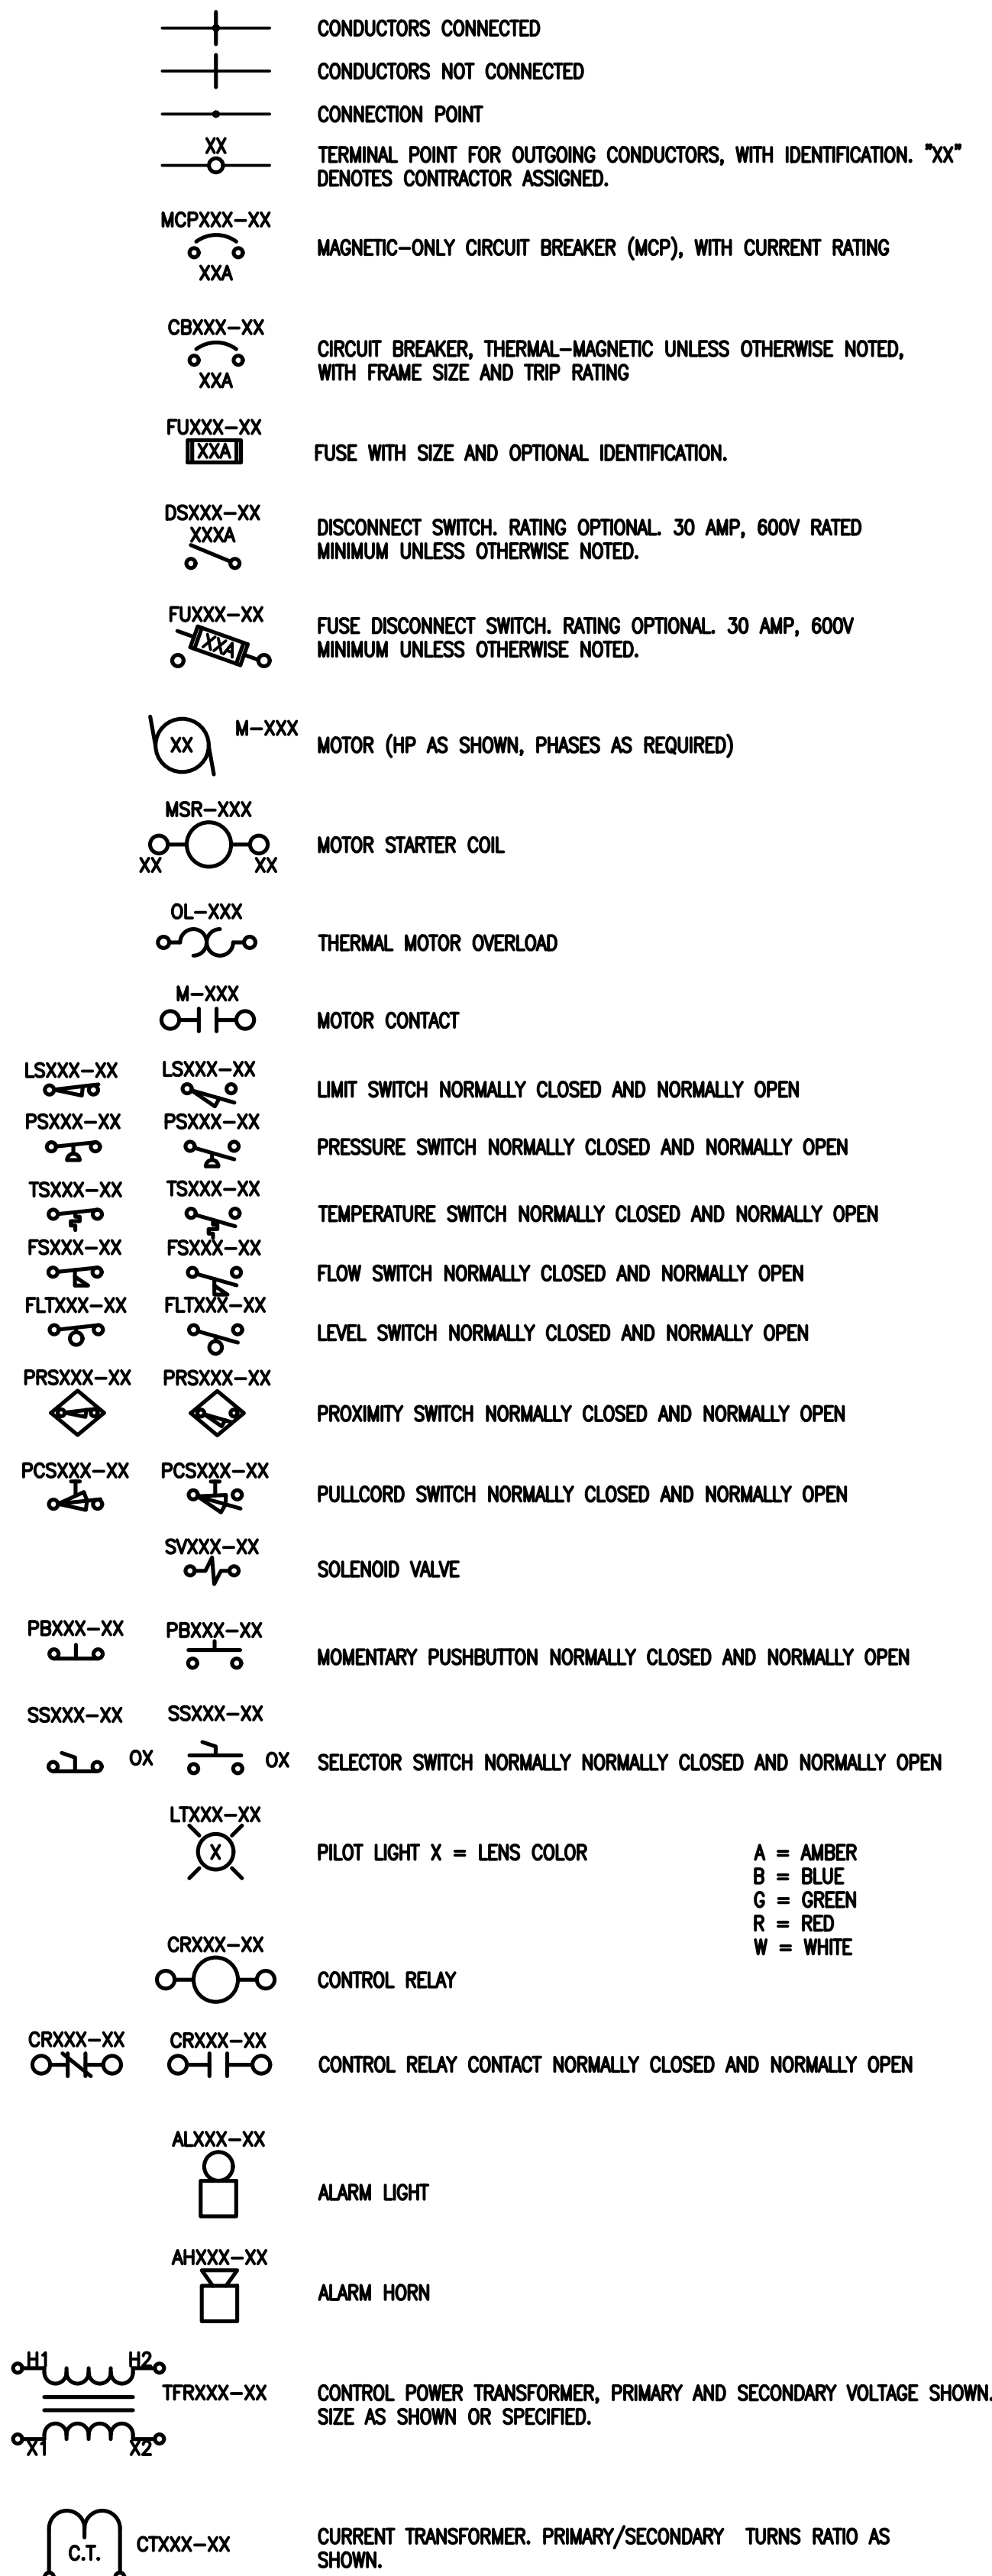 CONDUCTORS CONNECTED
CONDUCTORS NOT CONNECTED
CONNECTION POINT
XX
TERMINAL POINT FOR OUTGOING CONDUCTORS, WITH IDENTIFICATION. "XX"
DENOTES CONTRACTOR ASSIGNED.
MCPXXX-XX
XXA
MAGNETIC-ONLY CIRCUIT BREAKER (MCP), WITH CURRENT RATING
CBXXX-XX
XXA
CIRCUIT BREAKER, THERMAL-MAGNETIC UNLESS OTHERWISE NOTED,
WITH FRAME SIZE AND TRIP RATING
FUXXX-XX
XXA
FUSE WITH SIZE AND OPTIONAL IDENTIFICATION.
DSXXX-XX
XXXA
DISCONNECT SWITCH. RATING OPTIONAL. 30 AMP, 600V RATED
MINIMUM UNLESS OTHERWISE NOTED.
FUXXX-XX
XXA
FUSE DISCONNECT SWITCH. RATING OPTIONAL. 30 AMP, 600V
MINIMUM UNLESS OTHERWISE NOTED.
XX
M-XXX
MOTOR (HP AS SHOWN, PHASES AS REQUIRED)
MSR-XXX
XX XX
MOTOR STARTER COIL
OL-XXX
THERMAL MOTOR OVERLOAD
M-XXX
MOTOR CONTACT
LSXXX-XX LSXXX-XX
LIMIT SWITCH NORMALLY CLOSED AND NORMALLY OPEN
PSXXX-XX PSXXX-XX
PRESSURE SWITCH NORMALLY CLOSED AND NORMALLY OPEN
TSXXX-XX TSXXX-XX
TEMPERATURE SWITCH NORMALLY CLOSED AND NORMALLY OPEN
FSXXX-XX FSXXX-XX
FLOW SWITCH NORMALLY CLOSED AND NORMALLY OPEN
FLTXXX-XX FLTXXX-XX
LEVEL SWITCH NORMALLY CLOSED AND NORMALLY OPEN
PRSXXX-XX PRSXXX-XX
PROXIMITY SWITCH NORMALLY CLOSED AND NORMALLY OPEN
PCSXXX-XX PCSXXX-XX
PULLCORD SWITCH NORMALLY CLOSED AND NORMALLY OPEN
SVXXX-XX
SOLENOID VALVE
PBXXX-XX PBXXX-XX
MOMENTARY PUSHBUTTON NORMALLY CLOSED AND NORMALLY OPEN
SSXXX-XX SSXXX-XX
OX OX
SELECTOR SWITCH NORMALLY NORMALLY CLOSED AND NORMALLY OPEN
LTXXX-XX
X
PILOT LIGHT X = LENS COLOR
A = AMBER
B = BLUE
G = GREEN
R = RED
W = WHITE
CRXXX-XX
CONTROL RELAY
CRXXX-XX CRXXX-XX
CONTROL RELAY CONTACT NORMALLY CLOSED AND NORMALLY OPEN
ALXXX-XX
ALARM LIGHT
AHXXX-XX
ALARM HORN
H1 H2
TFRXXX-XX
X1 X2
CONTROL POWER TRANSFORMER, PRIMARY AND SECONDARY VOLTAGE SHOWN.
SIZE AS SHOWN OR SPECIFIED.
C.T.
CTXXX-XX
CURRENT TRANSFORMER. PRIMARY/SECONDARY TURNS RATIO AS
SHOWN.